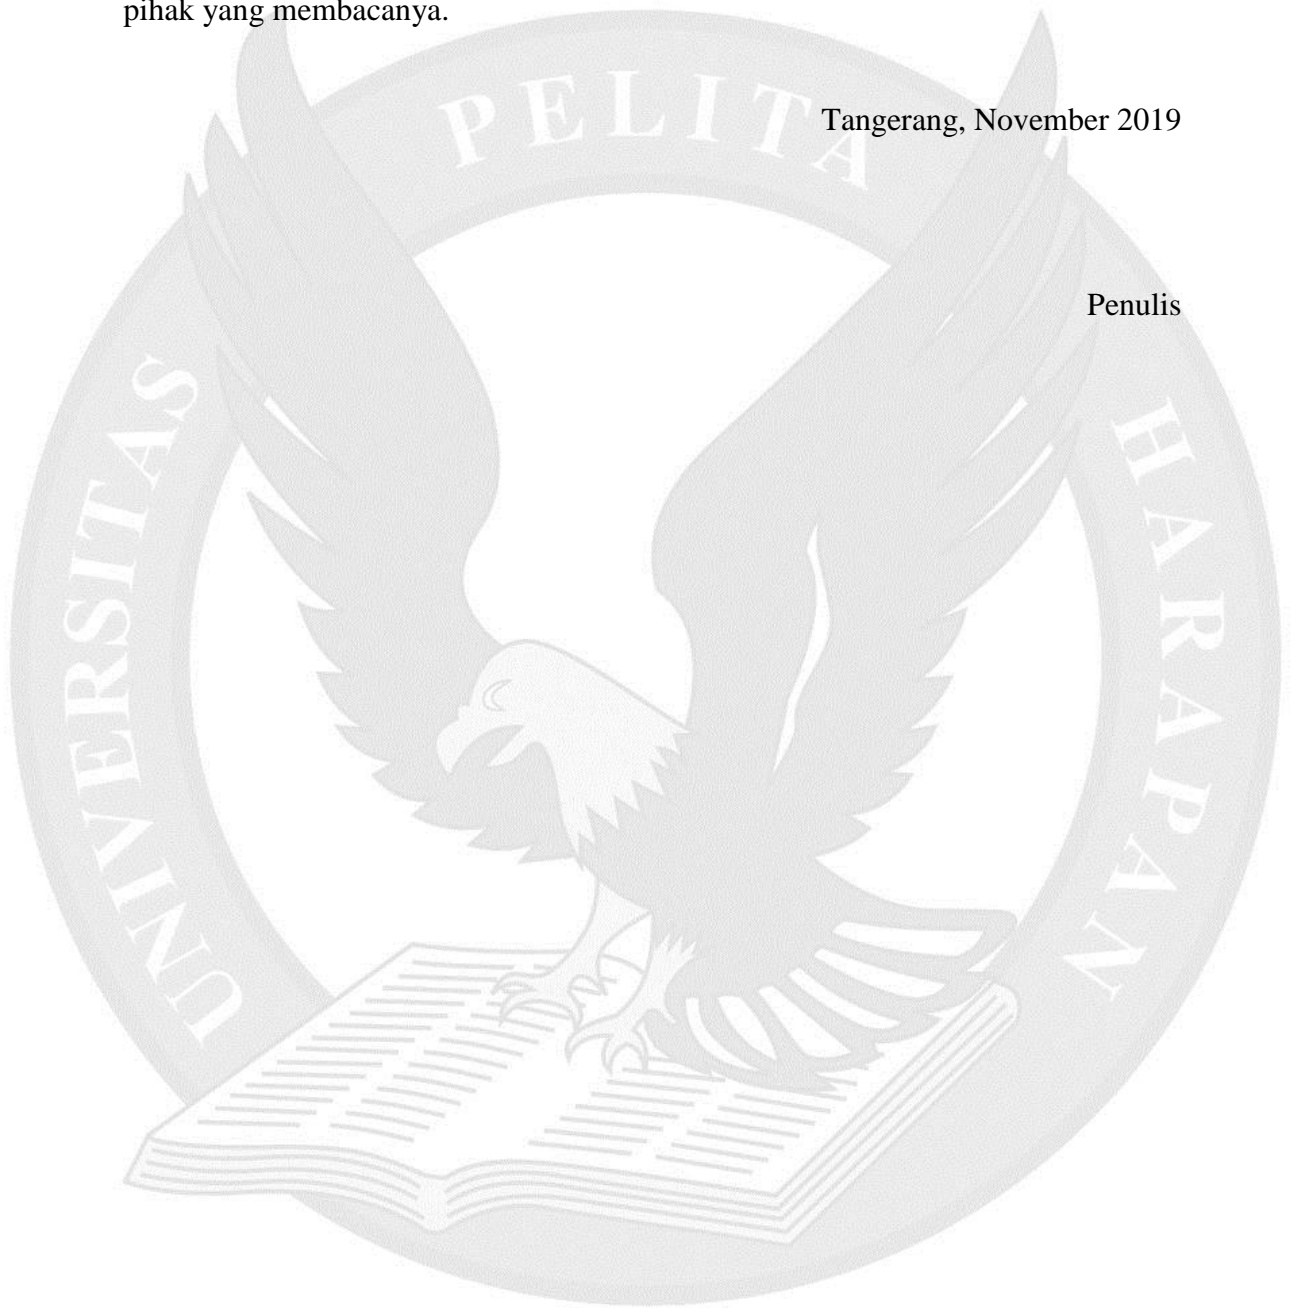 pihak yang membacanya.
PELITA
Tangerang, November 2019
Penulis
UNIVERSITAS
HARAPAN